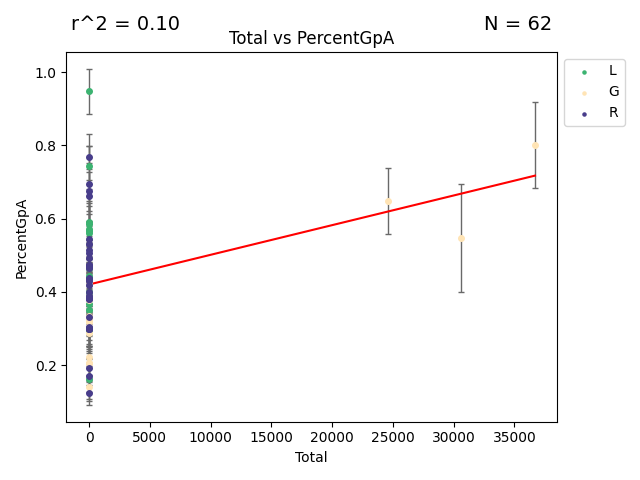 r^2 = 0.10
N = 62
Total vs PercentGpA
L
G
R
PercentGpA
1.0
0.8
0.6
0.4
0.2
0 5000 10000 15000 20000 25000 30000 35000
Total